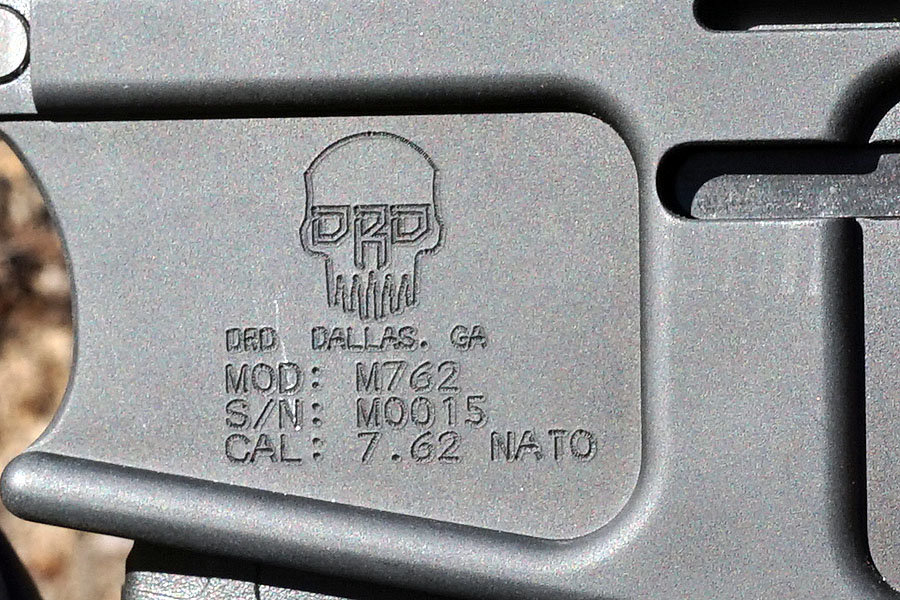 DRD
DRD DALLAS. GA
MOD: M762
S/N: M0015
CAL: 7.62 NATO